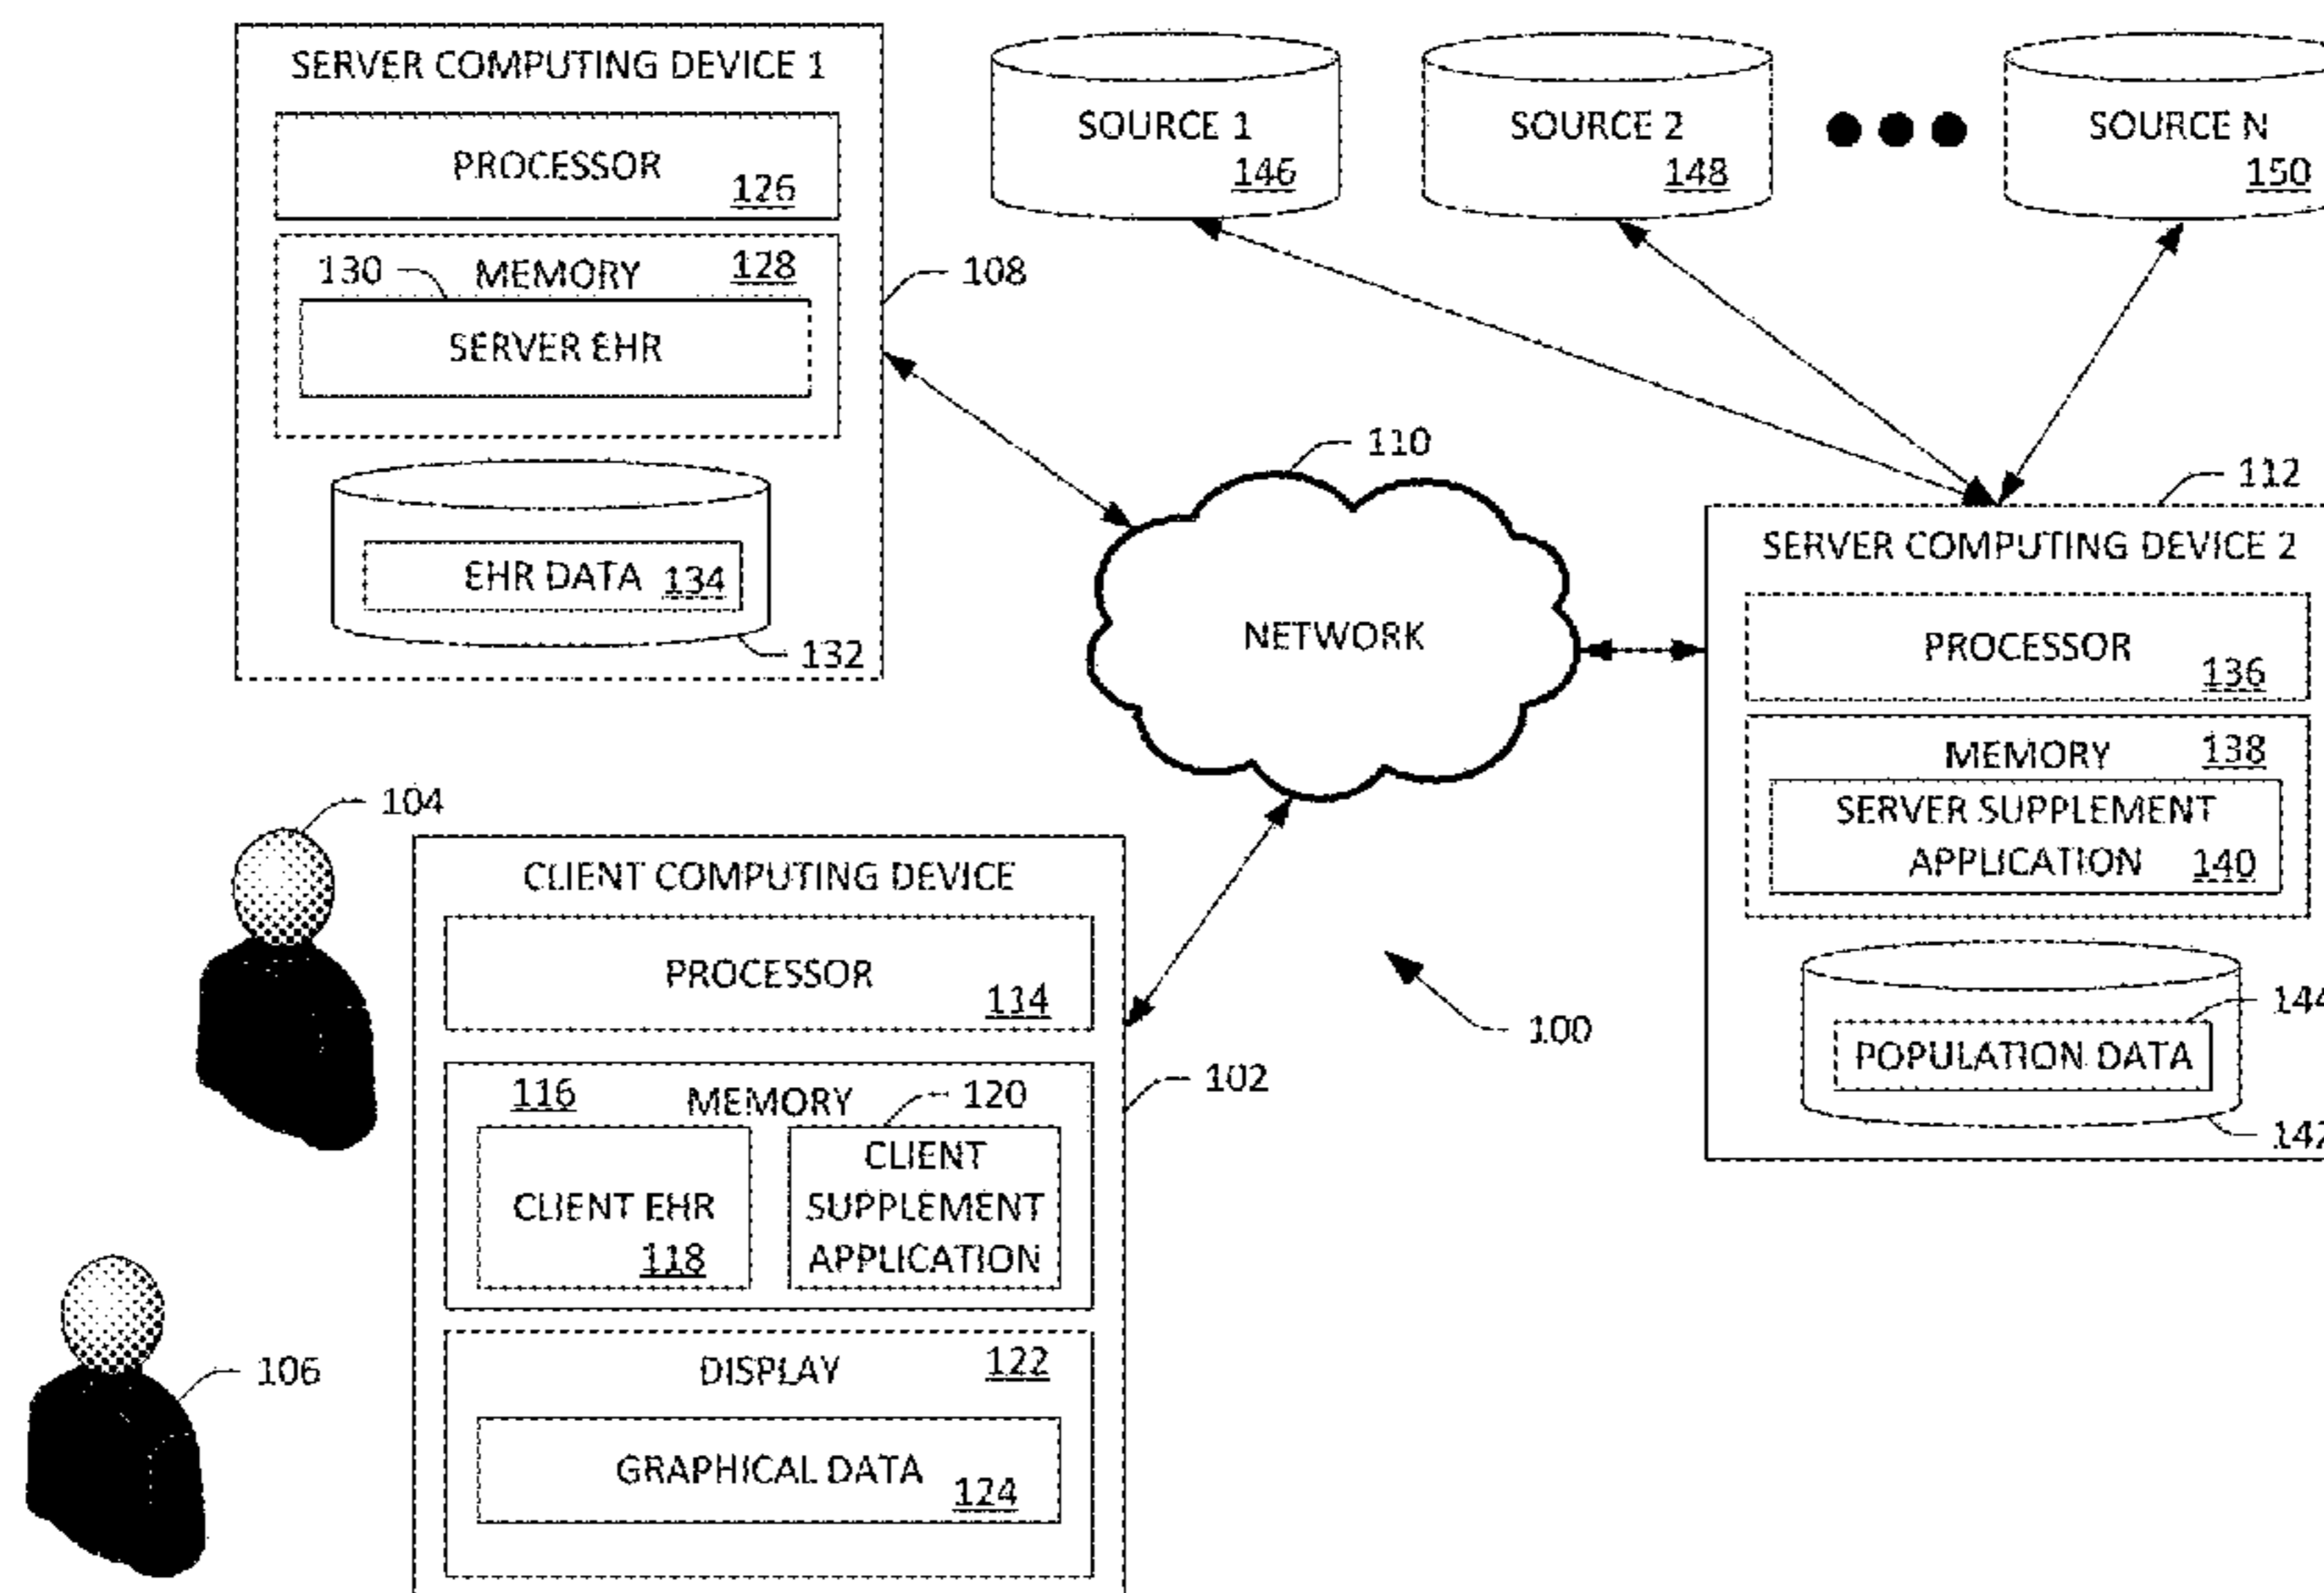 SERVER COMPUTING DEVICE 1
PROCESSOR
126
130
MEMORY
128
SERVER EHR
108
EHR DATA 134
132
SOURCE 1
146
SOURCE 2
148
SOURCE N
150
110
NETWORK
112
SERVER COMPUTING DEVICE 2
PROCESSOR
136
MEMORY
138
SERVER SUPPLEMENT
APPLICATION 140
144
POPULATION DATA
142
104
106
CLIENT COMPUTING DEVICE
PROCESSOR
114
102
116
MEMORY
120
CLIENT EHR
118
CLIENT
SUPPLEMENT
APPLICATION
DISPLAY
122
GRAPHICAL DATA
124
100